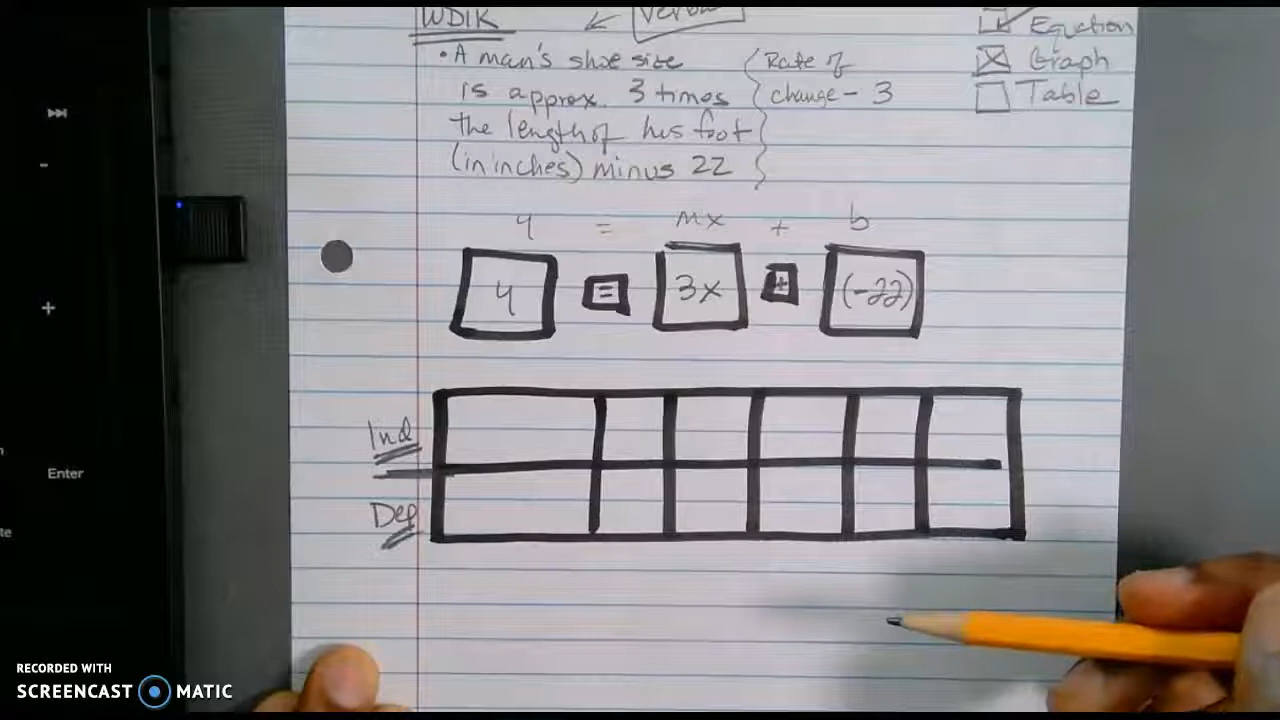 WDIK
Verbal
• A man's shoe size
is approx. 3 times
the length of his foot
(in inches) minus 22
Rate of
change - 3
Equation
Graph
Table
y = mx + b
y = 3x + (-22)
Ind
Dep
Enter
RECORDED WITH
SCREENCAST MATIC